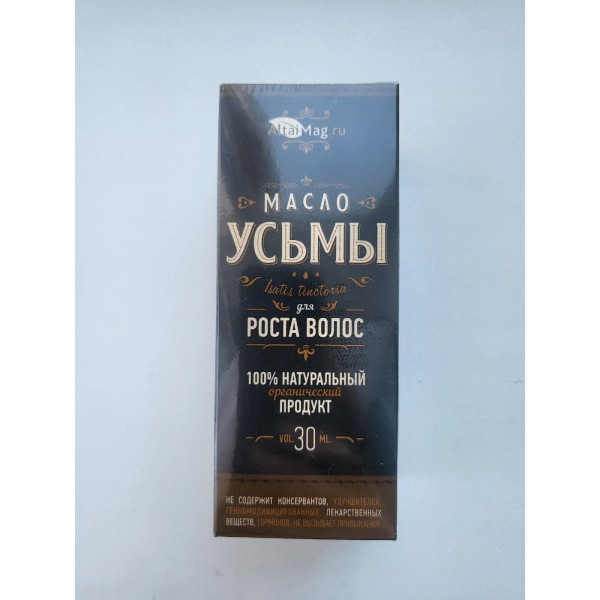 AltaiMag.ru
МАСЛО
УСЬМЫ
Isatis tinctoria
для
РОСТА ВОЛОС
100% НАТУРАЛЬНЫЙ
органический
ПРОДУКТ
VOL. 30 ML.
НЕ СОДЕРЖИТ КОНСЕРВАНТОВ, УЛУЧШИТЕЛЕЙ,
ГЕННОМОДИФИЦИРОВАННЫХ, ЛЕКАРСТВЕННЫХ
ВЕЩЕСТВ, ГОРМОНОВ, НЕ ВЫЗЫВАЕТ ПРИВЫКАНИЯ